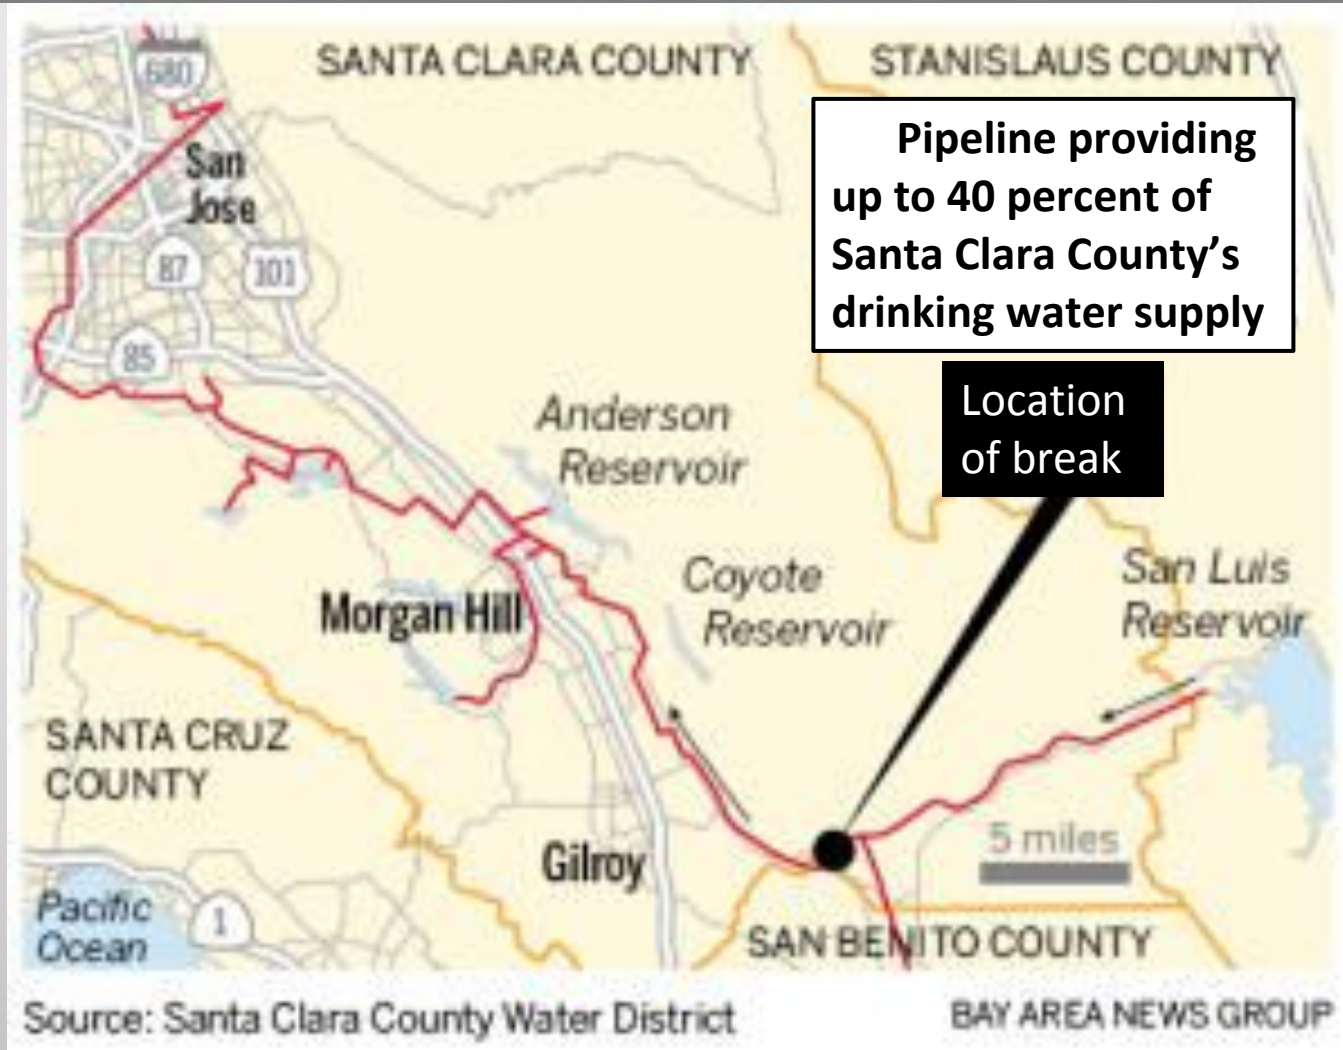 680
SANTA CLARA COUNTY
STANISLAUS COUNTY
Pipeline providing
up to 40 percent of
Santa Clara County’s
drinking water supply
San
Jose
87
101
85
Location
of break
Anderson
Reservoir
Coyote
Reservoir
San Luis
Reservoir
Morgan Hill
SANTA CRUZ
COUNTY
Gilroy
5 miles
Pacific
Ocean
1
SAN BENITO COUNTY
Source: Santa Clara County Water District
BAY AREA NEWS GROUP